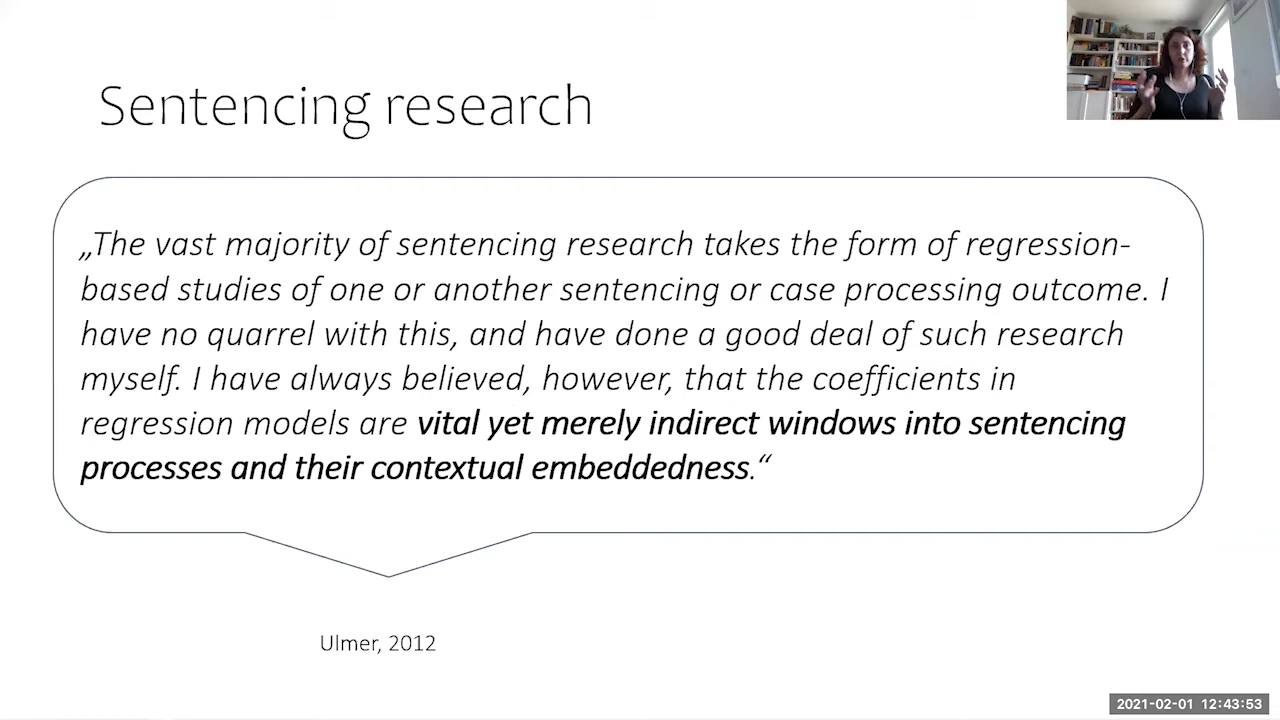 Sentencing research
„The vast majority of sentencing research takes the form of regression-
based studies of one or another sentencing or case processing outcome. I
have no quarrel with this, and have done a good deal of such research
myself. I have always believed, however, that the coefficients in
regression models are vital yet merely indirect windows into sentencing
processes and their contextual embeddedness.“
Ulmer, 2012
2021-02-01 12:43:53